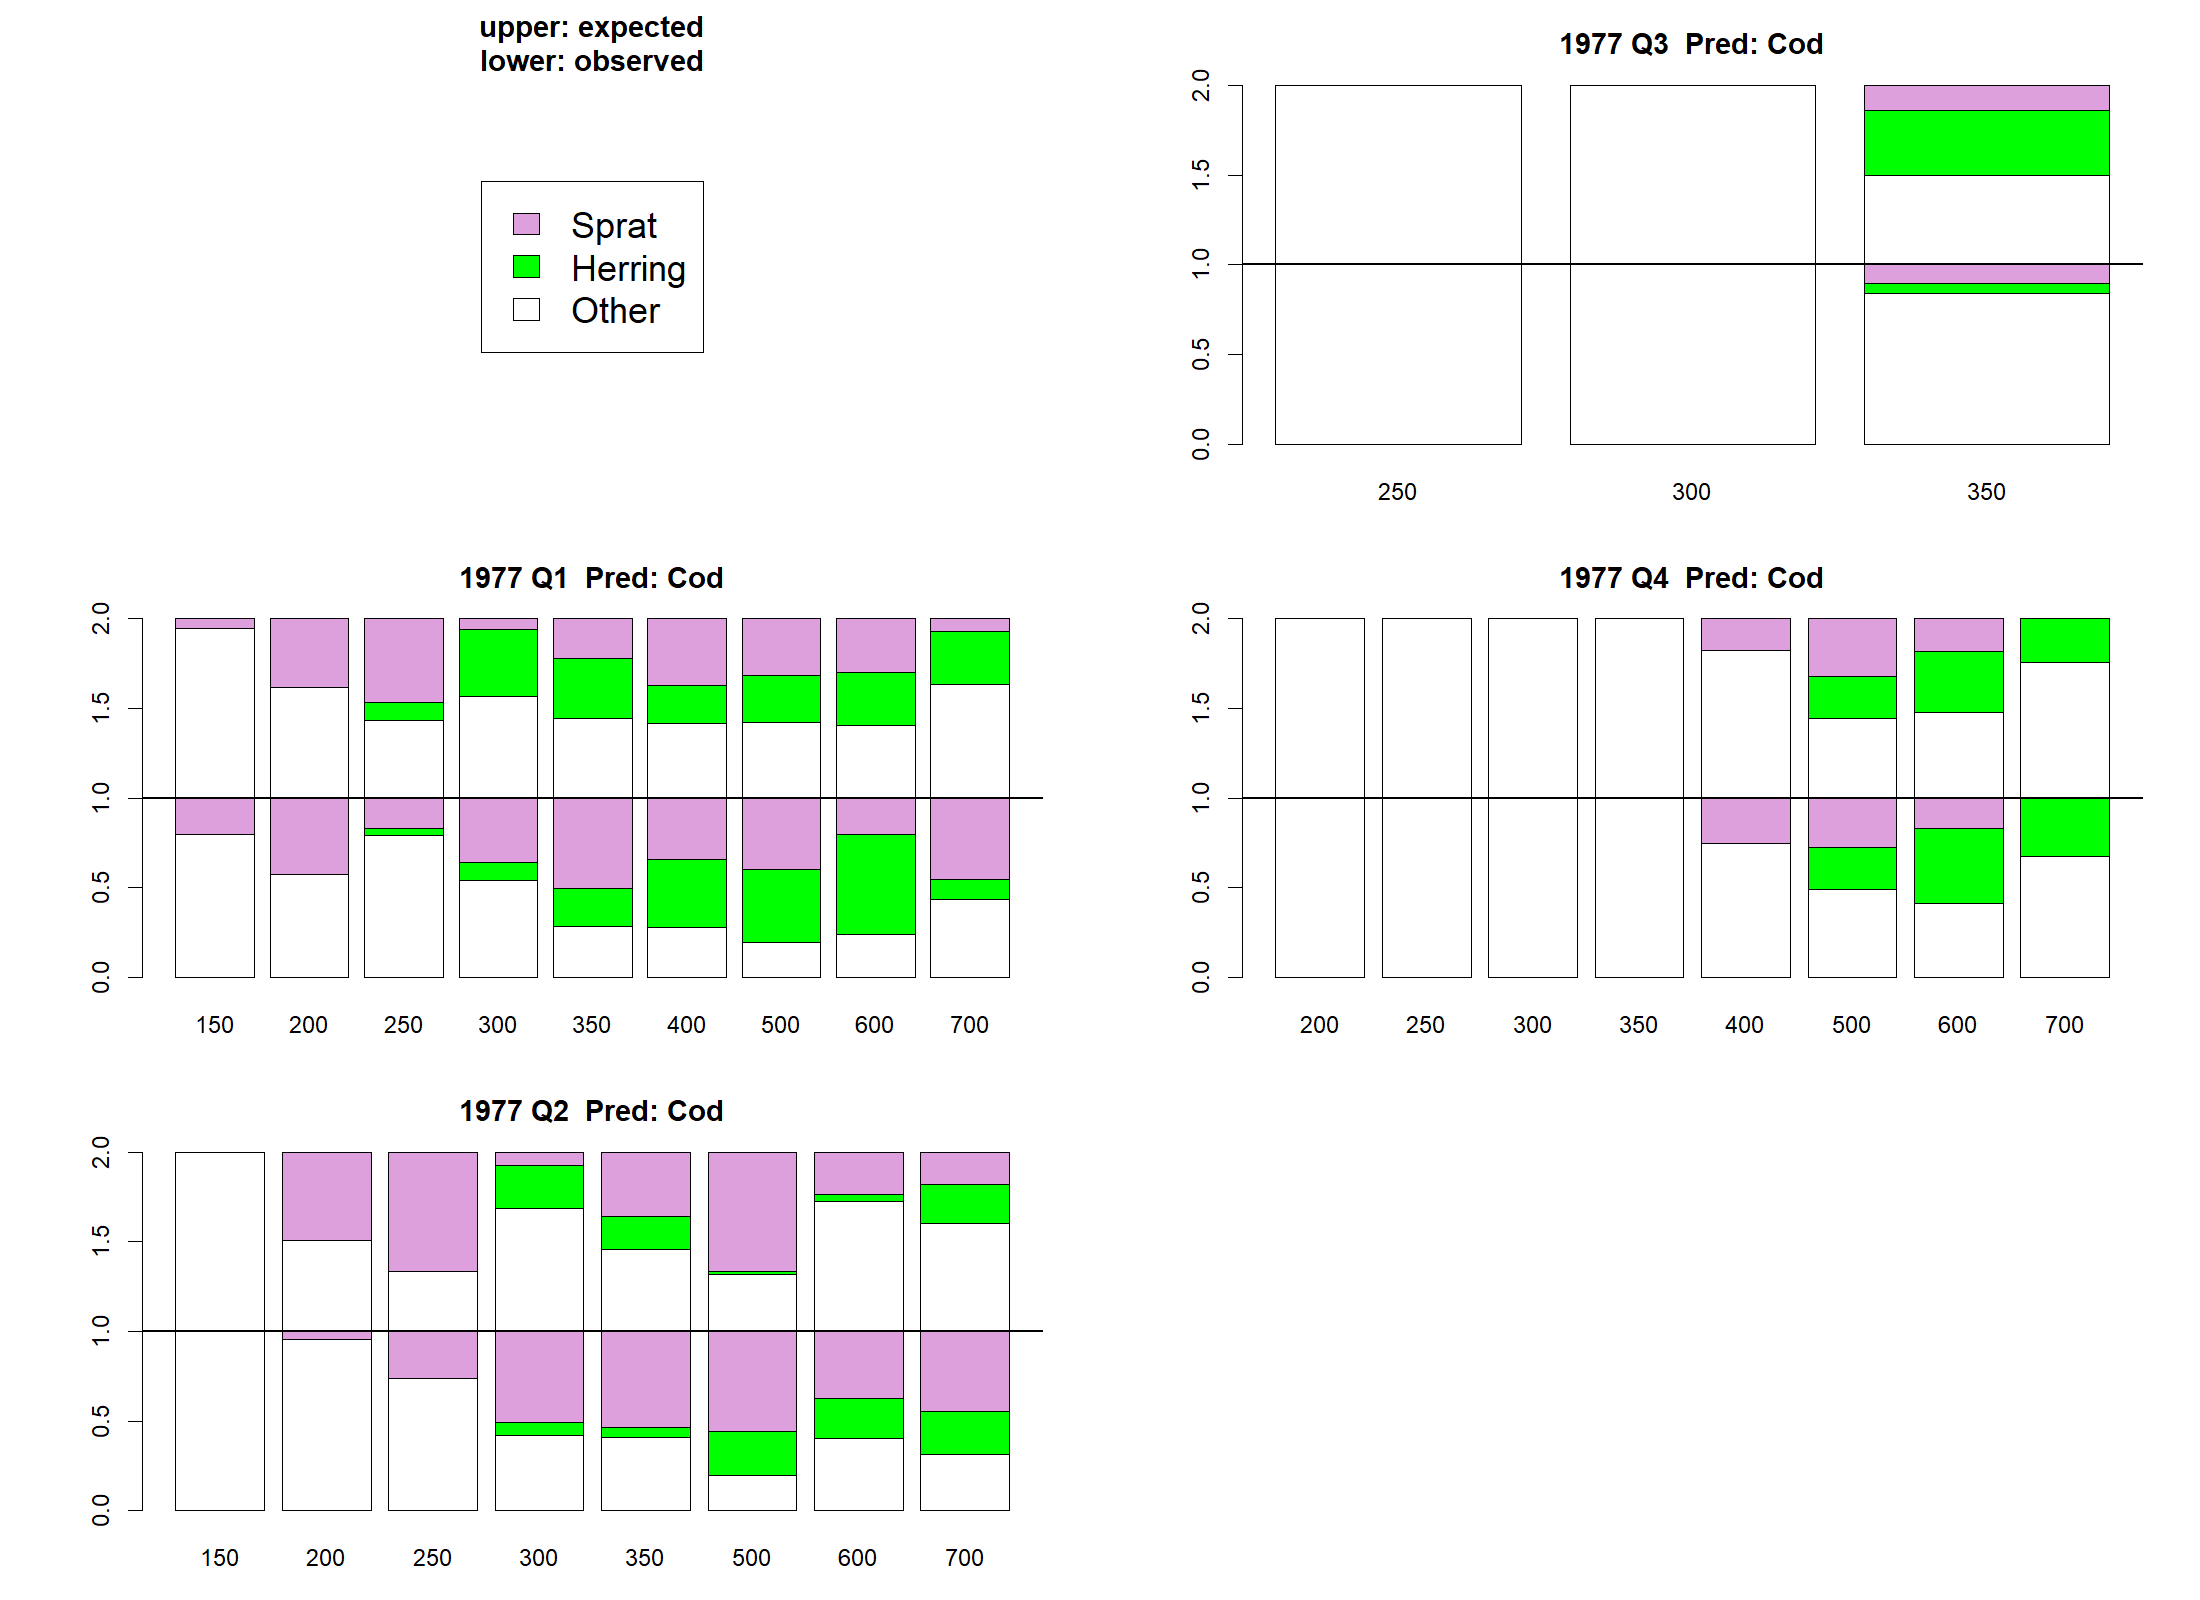 upper: expected
lower: observed
Sprat
Herring
Other
1977 Q3  Pred: Cod
2.0
1.5
1.0
0.5
0.0
250 300 350
1977 Q1  Pred: Cod
2.0
1.5
1.0
0.5
0.0
150 200 250 300 350 400 500 600 700
1977 Q4  Pred: Cod
2.0
1.5
1.0
0.5
0.0
200 250 300 350 400 500 600 700
1977 Q2  Pred: Cod
2.0
1.5
1.0
0.5
0.0
150 200 250 300 350 500 600 700